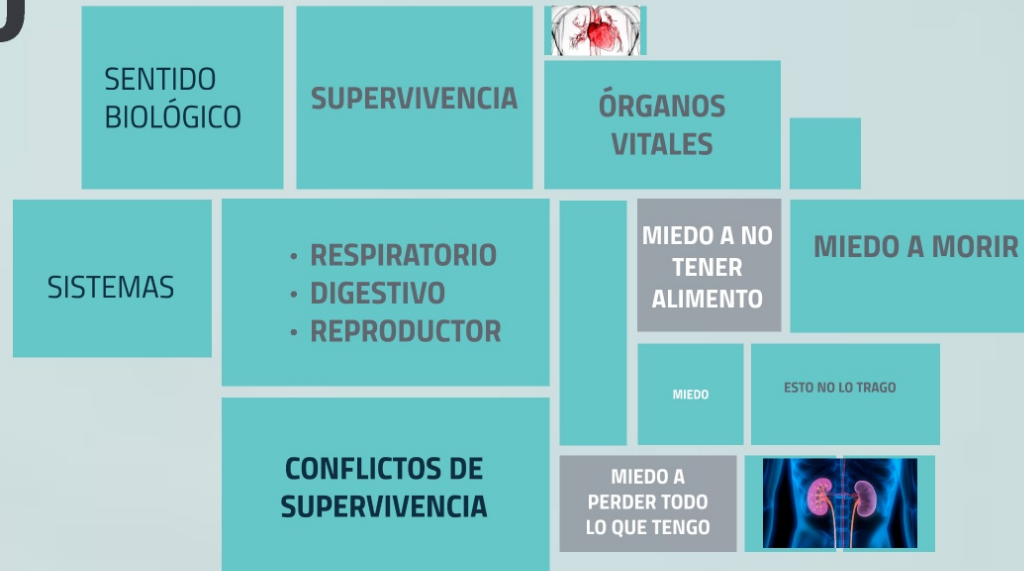 SENTIDO
BIOLÓGICO
SUPERVIVENCIA
ÓRGANOS
VITALES
SISTEMAS
• RESPIRATORIO
• DIGESTIVO
• REPRODUCTOR
MIEDO A NO
TENER
ALIMENTO
MIEDO A MORIR
MIEDO
ESTO NO LO TRAGO
CONFLICTOS DE
SUPERVIVENCIA
MIEDO A
PERDER TODO
LO QUE TENGO